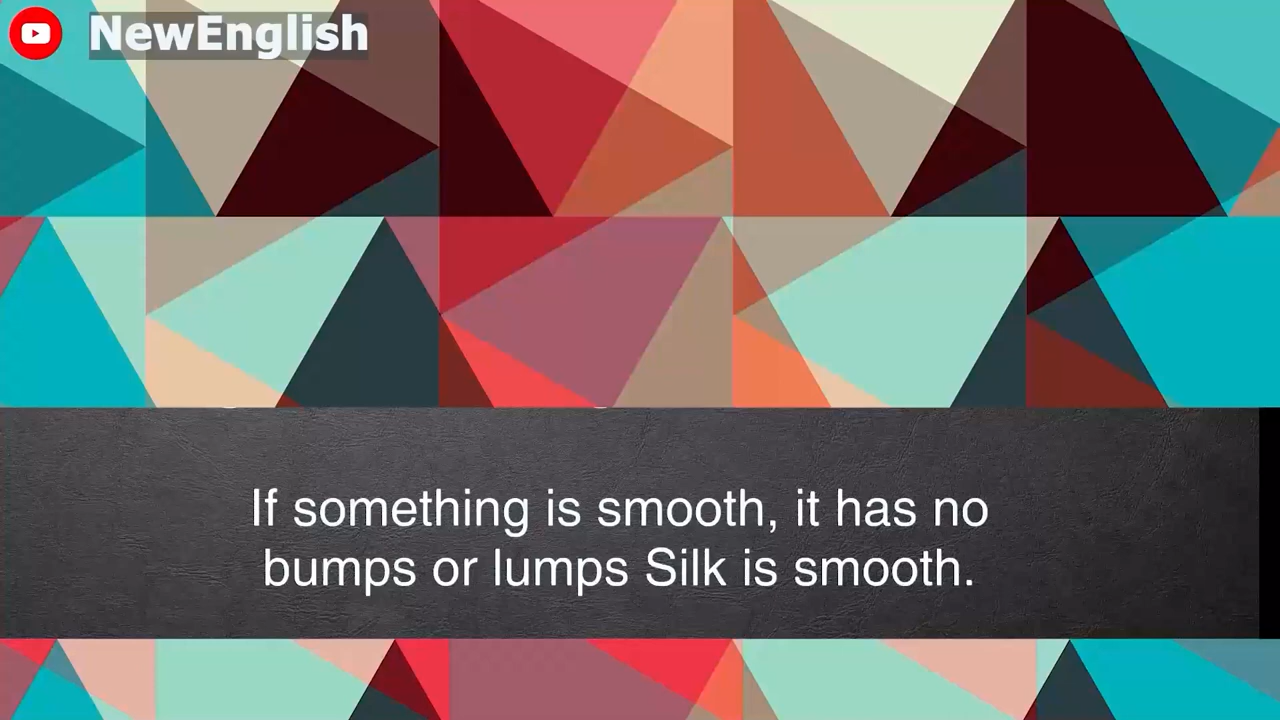 NewEnglish
If something is smooth, it has no
bumps or lumps Silk is smooth.